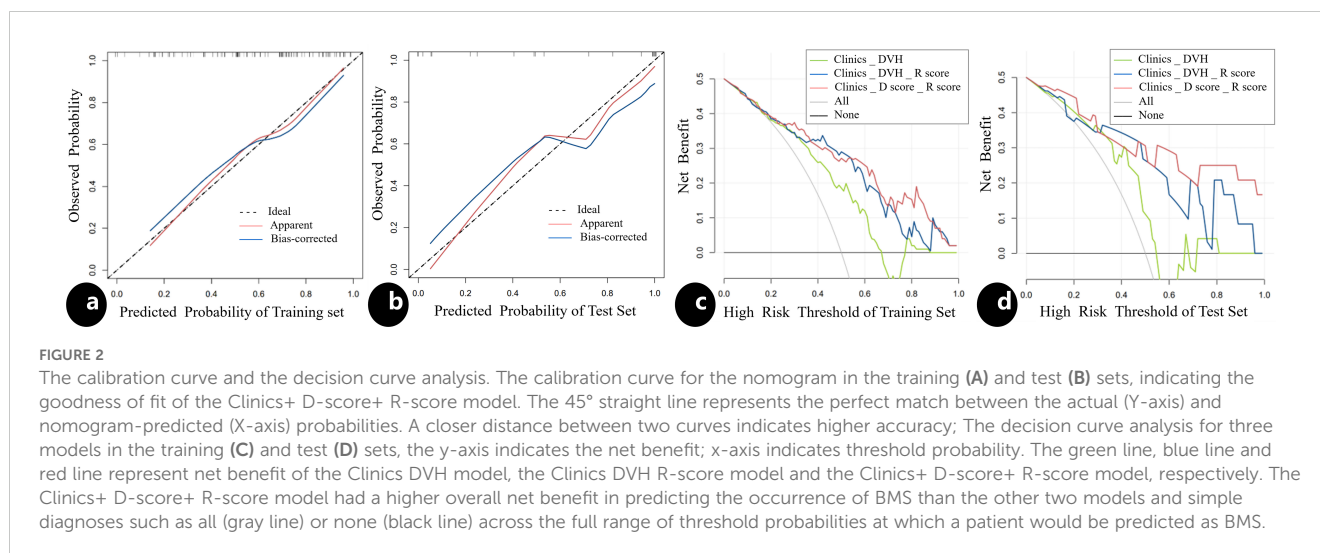 Observed Probability
1.0
0.8
0.6
0.4
0.2
0.0
Ideal
Apparent
Bias-corrected
0.0 0.2 0.4 0.6 0.8 1.0
a
Predicted Probability of Training set
Observed Probability
1.0
0.8
0.6
0.4
0.2
0.0
Ideal
Apparent
Bias-corrected
0.0 0.2 0.4 0.6 0.8 1.0
b
Predicted Probability of Test Set
Net Benefit
0.5
0.4
0.3
0.2
0.1
0.0
Clinics _ DVH
Clinics _ DVH _ R score
Clinics _ D score _ R score
All
None
0.0 0.2 0.4 0.6 0.8 1.0
c
High Risk Threshold of Training Set
Net Benefit
0.5
0.4
0.3
0.2
0.1
0.0
Clinics _ DVH
Clinics _ DVH _ R score
Clinics _ D score _ R score
All
None
0.0 0.2 0.4 0.6 0.8 1.0
d
High Risk Threshold of Test Set
FIGURE 2
The calibration curve and the decision curve analysis. The calibration curve for the nomogram in the training (A) and test (B) sets, indicating the
goodness of fit of the Clinics+ D-score+ R-score model. The 45° straight line represents the perfect match between the actual (Y-axis) and
nomogram-predicted (X-axis) probabilities. A closer distance between two curves indicates higher accuracy; The decision curve analysis for three
models in the training (C) and test (D) sets, the y-axis indicates the net benefit; x-axis indicates threshold probability. The green line, blue line and
red line represent net benefit of the Clinics DVH model, the Clinics DVH R-score model and the Clinics+ D-score+ R-score model, respectively. The
Clinics+ D-score+ R-score model had a higher overall net benefit in predicting the occurrence of BMS than the other two models and simple
diagnoses such as all (gray line) or none (black line) across the full range of threshold probabilities at which a patient would be predicted as BMS.